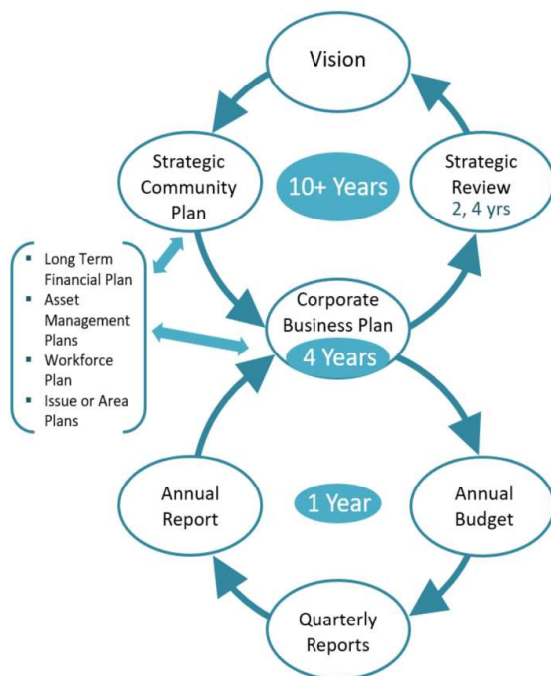 Vision
Strategic
Community
Plan
10+ Years
Strategic
Review
2, 4 yrs
▪ Long Term
Financial Plan
▪ Asset
Management
Plans
▪ Workforce
Plan
▪ Issue or Area
Plans
Corporate
Business Plan
4 Years
Annual
Report
1 Year
Annual
Budget
Quarterly
Reports